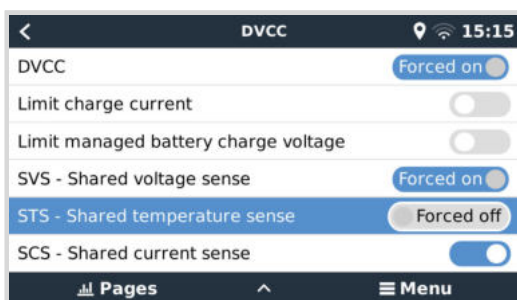 DVCC 15:15
DVCC Forced on
Limit charge current
Limit managed battery charge voltage
SVS - Shared voltage sense Forced on
STS - Shared temperature sense Forced off
SCS - Shared current sense
Pages Menu